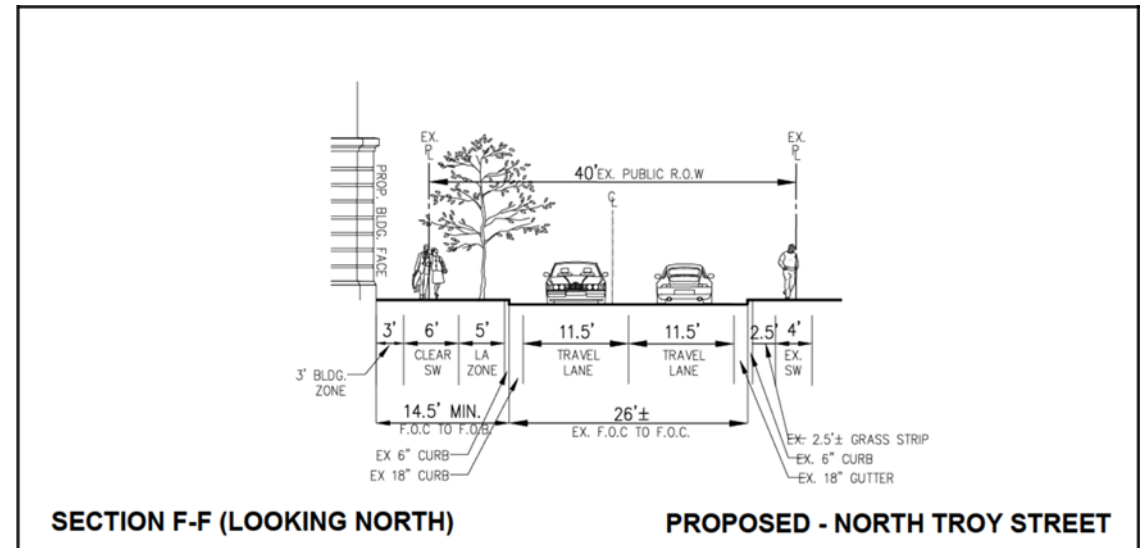 EX.
PL
EX.
PL
40' EX. PUBLIC R.O.W
CL
PROP. BLDG. FACE
3'
6'
5'
11.5'
11.5'
2.5'
4'
CLEAR
SW
LA
ZONE
TRAVEL
LANE
TRAVEL
LANE
EX.
SW
3' BLDG.
ZONE
14.5' MIN.
F.O.C TO F.O.B.
26'±
EX. F.O.C TO F.O.C.
EX 6" CURB
EX 18" CURB
EX. 2.5'± GRASS STRIP
EX. 6" CURB
EX. 18" GUTTER
SECTION F-F (LOOKING NORTH)
PROPOSED - NORTH TROY STREET